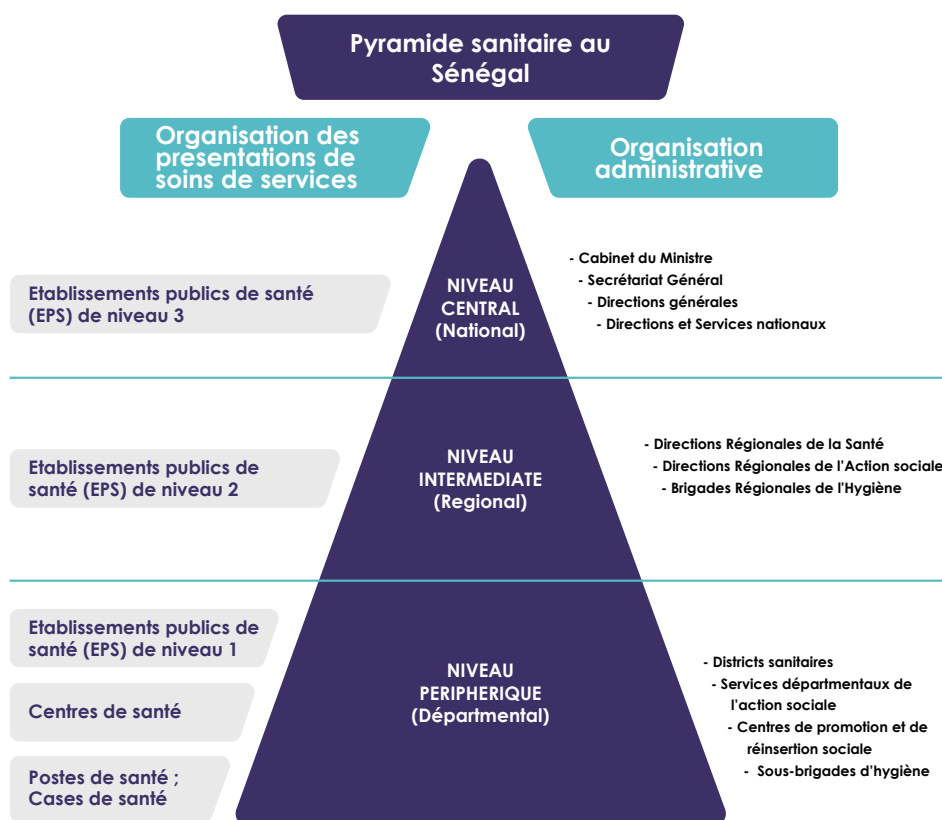 Pyramide sanitaire au
Sénégal
Organisation des
presentations de
soins de services
Organisation
administrative
Etablissements publics de santé
(EPS) de niveau 3
NIVEAU
CENTRAL
(National)
- Cabinet du Ministre
- Secrétariat Général
- Directions générales
- Directions et Services nationaux
Etablissements publics de
santé (EPS) de niveau 2
NIVEAU
INTERMEDIATE
(Regional)
- Directions Régionales de la Santé
- Directions Régionales de l'Action sociale
- Brigades Régionales de l'Hygiène
Etablissements publics de
santé (EPS) de niveau 1
Centres de santé
Postes de santé ;
Cases de santé
NIVEAU
PERIPHERIQUE
(Départmental)
- Districts sanitaires
- Services départmentaux de
l'action sociale
- Centres de promotion et de
réinsertion sociale
- Sous-brigades d'hygiène